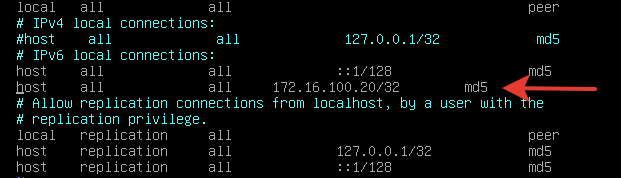 local all all peer
# IPv4 local connections:
#host all all 127.0.0.1/32 md5
# IPv6 local connections:
host all all ::1/128 md5
host all all 172.16.100.20/32 md5
# Allow replication connections from localhost, by a user with the
# replication privilege.
local replication all peer
host replication all 127.0.0.1/32 md5
host replication all ::1/128 md5